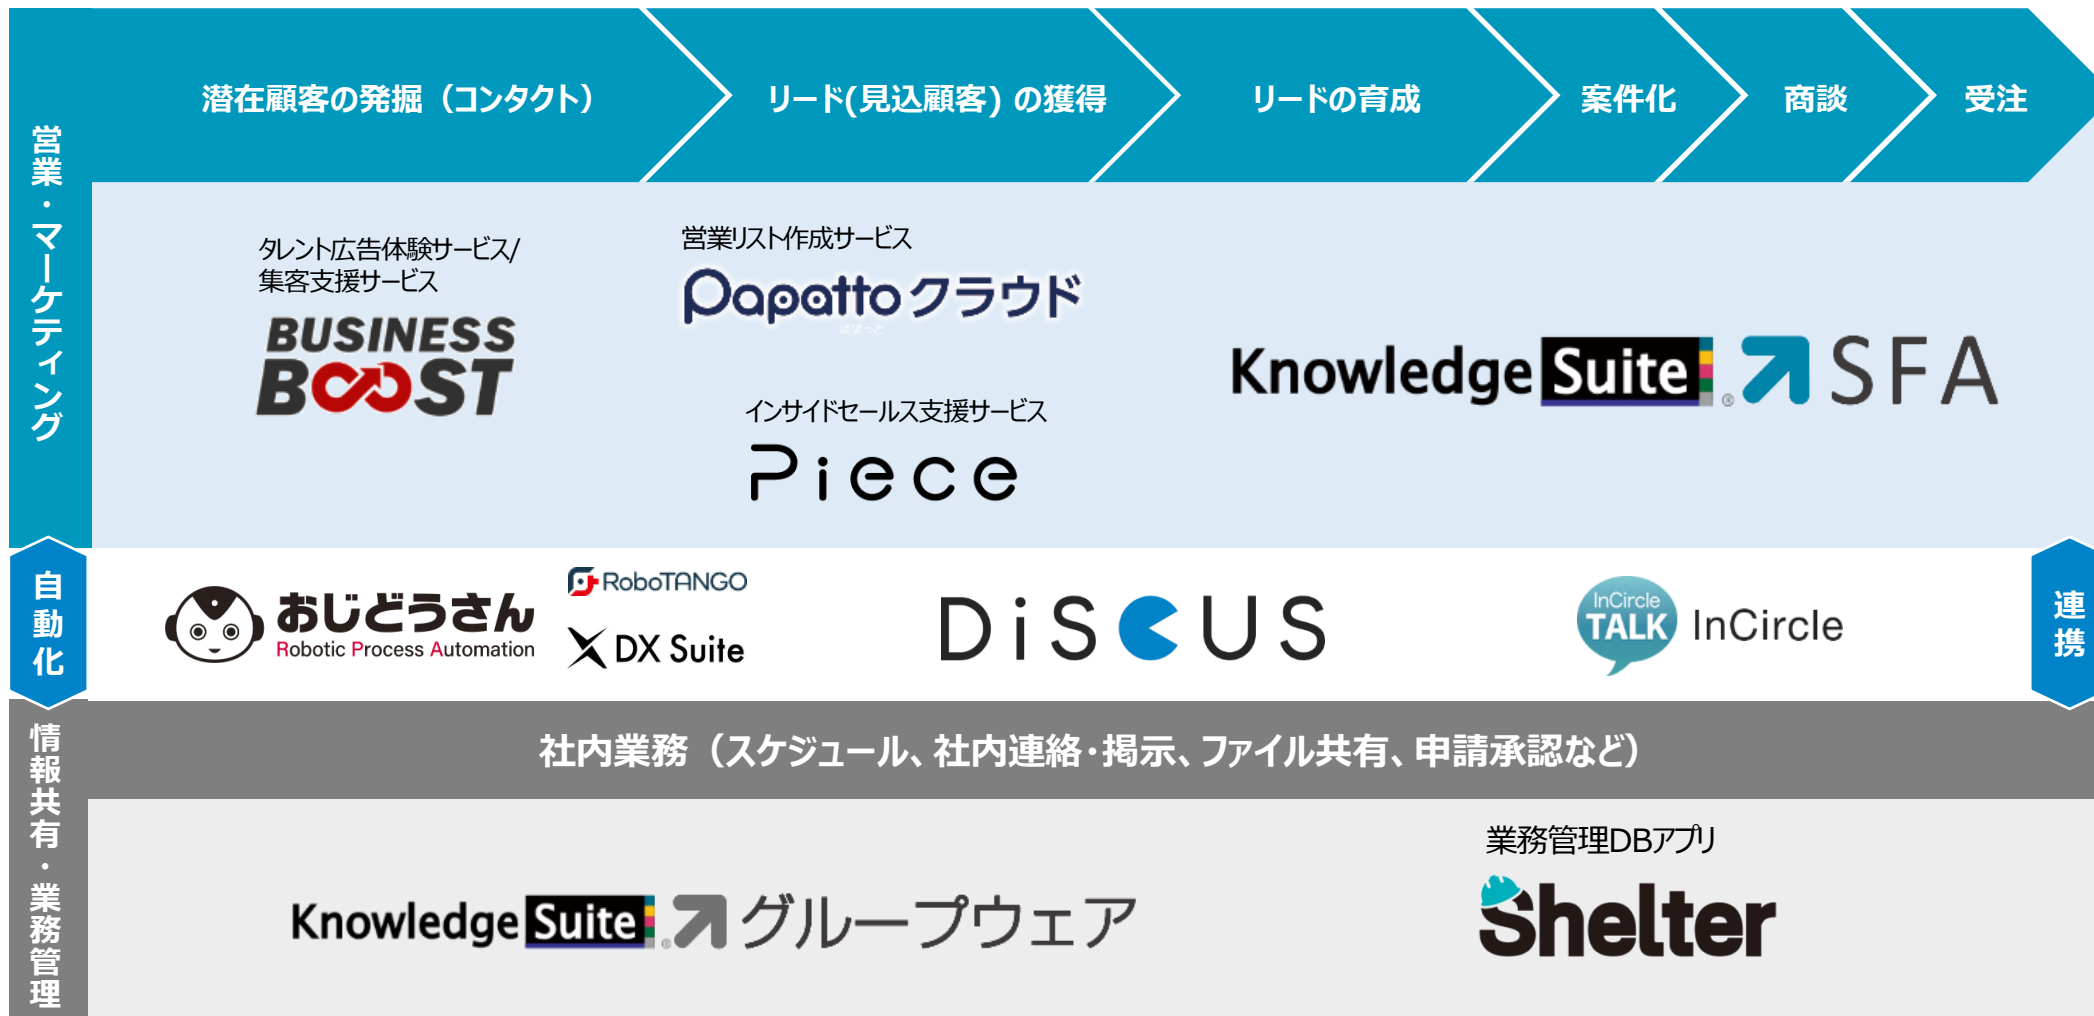 営業・マーケティング
潜在顧客の発掘（コンタクト）
リード(見込顧客) の獲得
リードの育成
案件化
商談
受注
タレント広告体験サービス/
集客支援サービス
BUSINESS
BOOST
営業リスト作成サービス
Papattoクラウド
ぱぱっと
インサイドセールス支援サービス
Piece
Knowledge Suite ® SFA
自動化
おじどうさん
Robotic Process Automation
RoboTANGO
DX Suite
DiSCUS
InCircle
TALK
InCircle
連携
情報共有・業務管理
社内業務（スケジュール、社内連絡・掲示、ファイル共有、申請承認など）
Knowledge Suite ® グループウェア
業務管理DBアプリ
Shelter